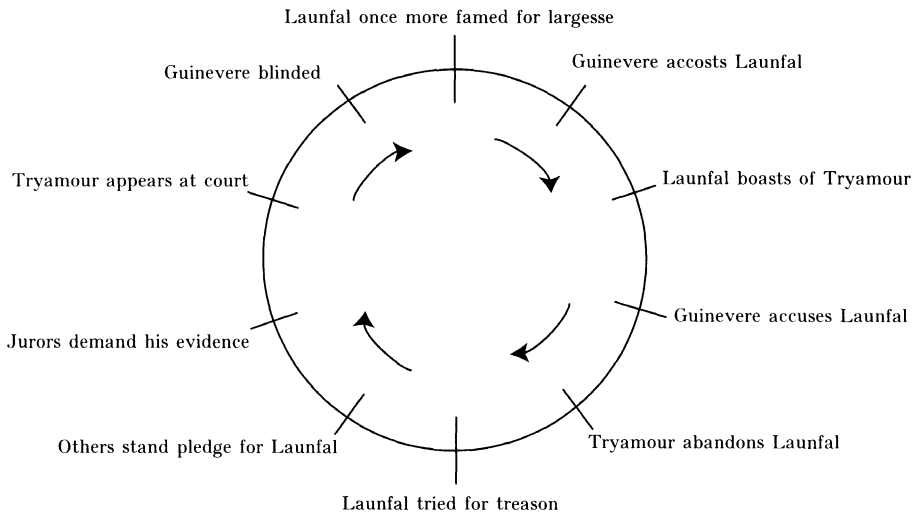 Launfal once more famed for largesse
Guinevere accosts Launfal
Launfal boasts of Tryamour
Guinevere accuses Launfal
Tryamour abandons Launfal
Launfal tried for treason
Others stand pledge for Launfal
Jurors demand his evidence
Tryamour appears at court
Guinevere blinded